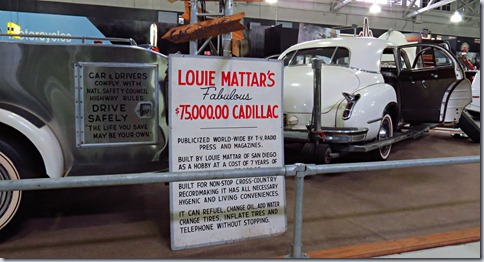 orcycles
CAR & DRIVERS
COMPLY WITH
NAT'L SAFETY COUNCIL
HIGHWAY RULES
DRIVE
SAFELY
"THE LIFE YOU SAVE
MAY BE YOUR OWN"
LOUIE MATTAR'S
Fabulous
$75,000.00 CADILLAC
PUBLICIZED WORLD-WIDE BY T.V. RADIO
PRESS AND MAGAZINES.
BUILT BY LOUIE MATTAR OF SAN DIEGO
AS A HOBBY AT A COST OF 7 YEARS OF
BUILT FOR NON-STOP CROSS-COUNTRY
RECORDMAKING IT HAS ALL NECESSARY
HYGENIC AND LIVING CONVENIENCES.
IT CAN REFUEL, CHANGE OIL, ADD WATER
CHANGE TIRES, INFLATE TIRES AND
TELEPHONE WITHOUT STOPPING.